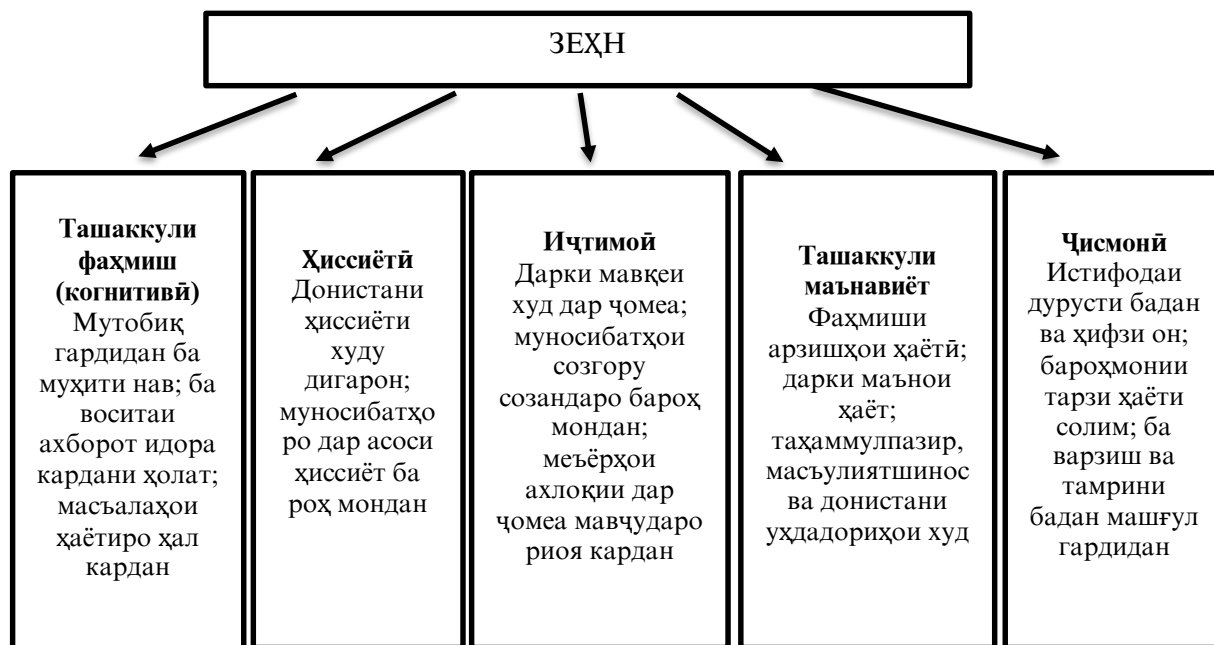 ЗЕҲН
Ташаккули
фаҳмиш
(когнитивӣ)
Мутобиқ
гардидан ба
муҳити нав; ба
воситаи
ахборот идора
кардани ҳолат;
масъалаҳои
ҳаётиро ҳал
кардан
Ҳиссиётӣ
Донистани
ҳиссиёти
худу
дигарон;
муносибатҳо
ро дар асоси
ҳиссиёт ба
роҳ мондан
Иҷтимоӣ
Дарки мавқеи
худ дар ҷомеа;
муносибатҳои
созгору
созандаро бароҳ
мондан;
меъёрҳои
ахлоқии дар
ҷомеа мавҷударо
риоя кардан
Ташаккули
маънавиёт
Фаҳмиши
арзишҳои ҳаётӣ;
дарки маънои
ҳаёт;
таҳаммулпазир,
масъулиятшинос
ва донистани
уҳдадориҳои худ
Ҷисмонӣ
Истифодаи
дурусти бадан
ва ҳифзи он;
бароҳмонии
тарзи ҳаёти
солим; ба
варзиш ва
тамрини
бадан машғул
гардидан